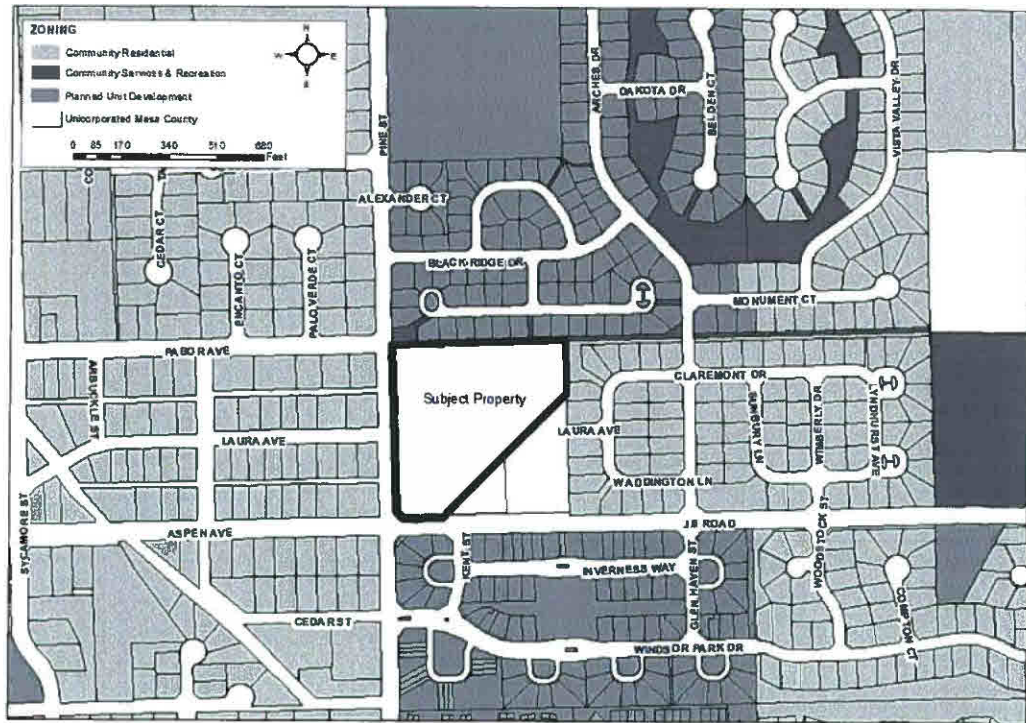 ZONING
Community Residential
Community Services & Recreation
Planned Unit Development
Unicorporated Mesa County
0 85 170 340 510 680
Feet
N
W E
S
PINE ST
ARCHES DR
DAKOTA DR
BELDEN CT
VISTA VALLEY DR
CEDAR CT
ENCANTO CT
PALO VERDE CT
ALEXANDER CT
BLACK RIDGE DR
MONUMENT CT
PABOR AVE
ARBUCKLE ST
Subject Property
CLAREMONT DR
SUNBURY LN
WIMBERLY DR
LYNDHURST AVE
LAURA AVE
LAURA AVE
WADDINGTON LN
SYCAMORE ST
ASPEN AVE
J.8 ROAD
WOODSTOCK ST
KENT ST
INVERNESS WAY
GLEN HAVEN ST
COMPTON CT
CEDAR ST
WINDSOR PARK DR